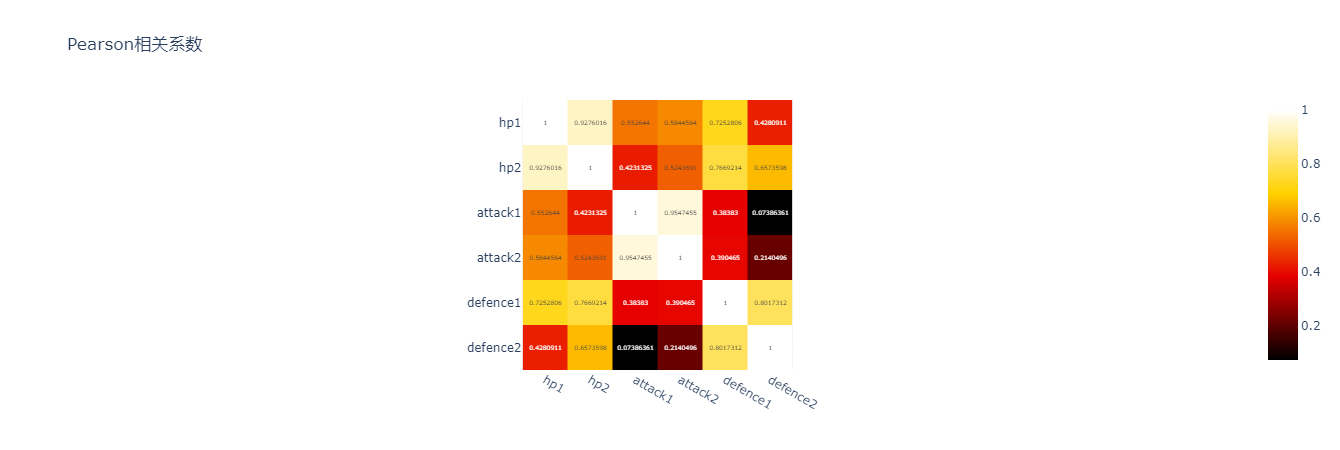 Pearson相关系数
hp1 1 0.9276016 0.552644 0.5844564 0.7252806 0.4280911
hp2 0.9276016 1 0.4231325 0.5243691 0.7669214 0.6573598
attack1 0.552644 0.4231325 1 0.9547455 0.38383 0.07386361
attack2 0.5844564 0.5243691 0.9547455 1 0.390465 0.2140496
defence1 0.7252806 0.7669214 0.38383 0.390465 1 0.8017312
defence2 0.4280911 0.6573598 0.07386361 0.2140496 0.8017312 1
hp1 hp2 attack1 attack2 defence1 defence2
1
0.8
0.6
0.4
0.2